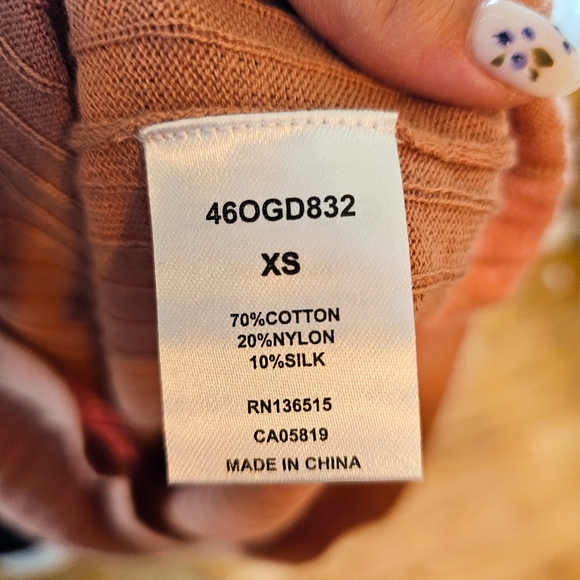 46OGD832
XS
70%COTTON
20%NYLON
10%SILK
RN136515
CA05819
MADE IN CHINA